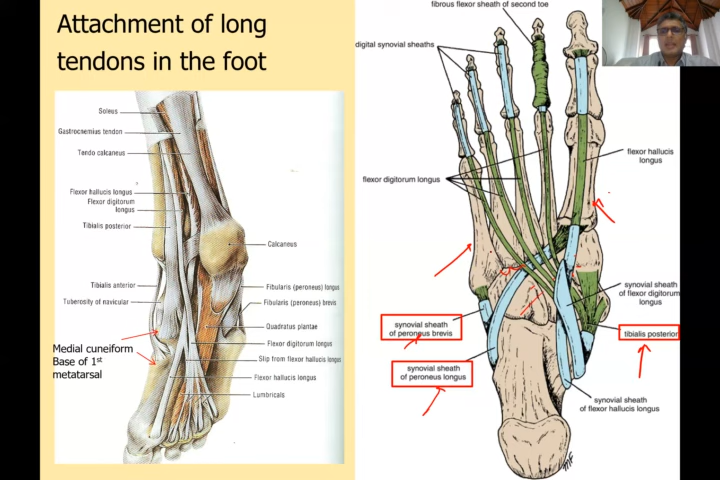 Attachment of long
tendons in the foot
Soleus
Gastrocnemius tendon
Tendo calcaneus
Flexor hallucis longus
Flexor digitorum
longus
Tibialis posterior
Calcaneus
Tibialis anterior
Tuberosity of navicular
Fibularis (peroneus) longus
Fibularis (peroneus) brevis
Quadratus plantae
Flexor digitorum longus
Slip from flexor hallucis longus
Flexor hallucis longus
Lumbricals
Medial cuneiform
Base of 1st
metatarsal
fibrous flexor sheath of second toe
digital synovial sheaths
flexor hallucis
longus
flexor digitorum longus
synovial sheath
of flexor digitorum
longus
synovial sheath
of peroneus brevis
tibialis posterior
synovial sheath
of peroneus longus
synovial sheath
of flexor hallucis longus